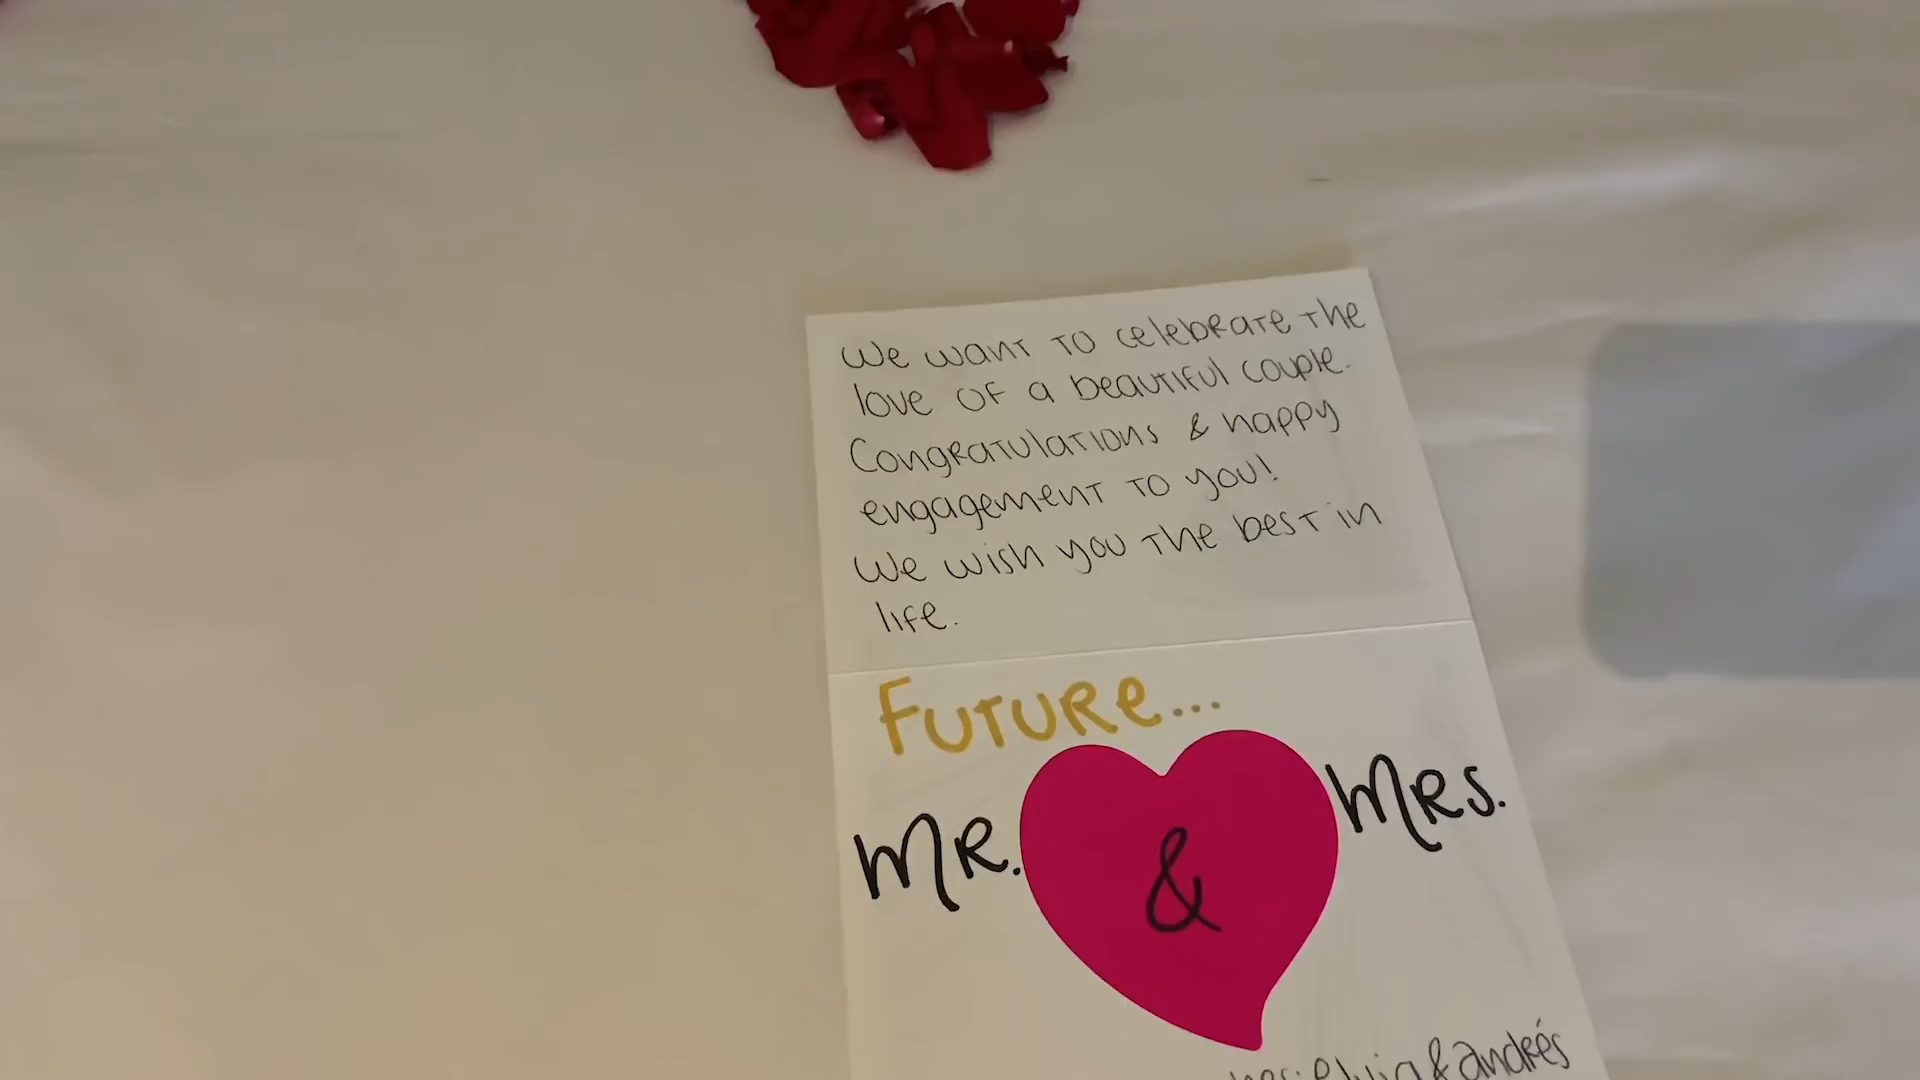 We want to celebrate the
love of a beautiful couple.
Congratulations & happy
engagement to you!
We wish you the best in
life.
Future...
Mr. & Mrs.
& Andrés